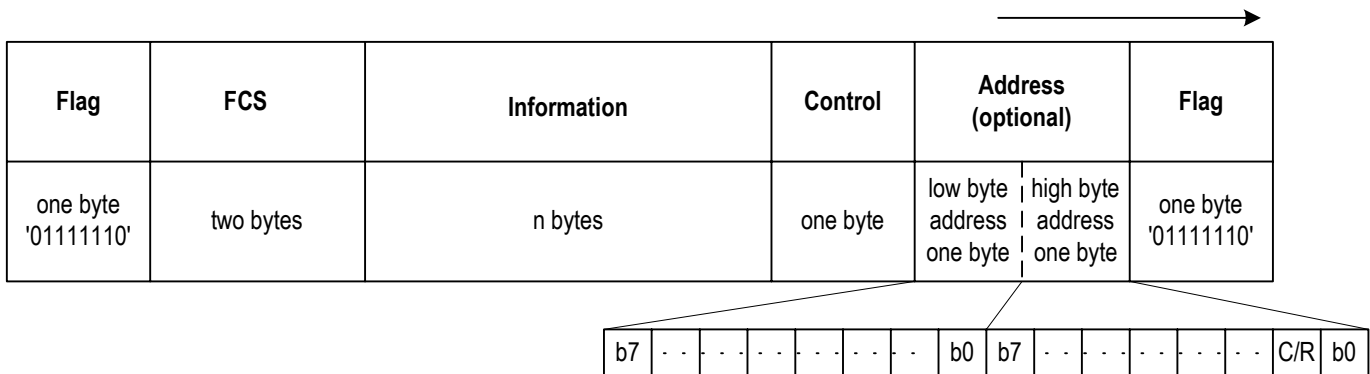 Flag
FCS
Information
Control
Address
(optional)
Flag
one byte
'01111110'
two bytes
n bytes
one byte
low byte
address
one byte
high byte
address
one byte
one byte
'01111110'
b7 b0 b7 C/R b0